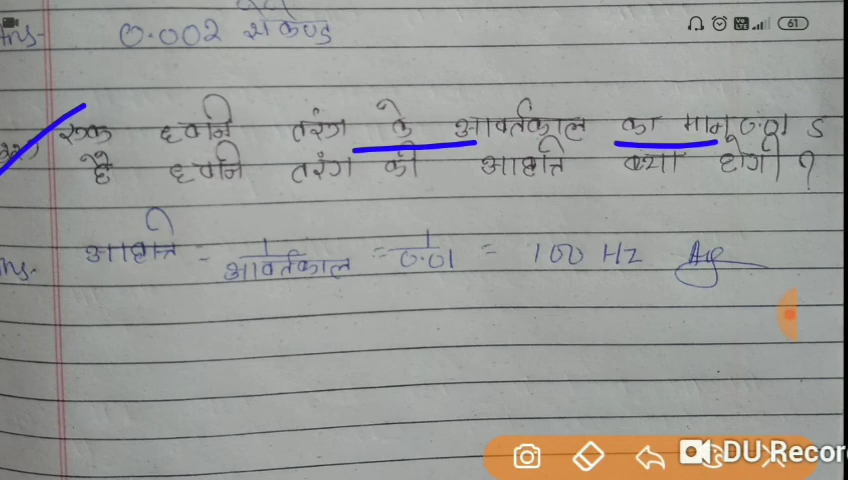 Ans- 0.002 सेकेण्ड
61
एक ध्वनि तरंग के आवर्तकाल का मान 0.01 S
है ध्वनि तरंग की आवृत्ति क्या होगी ?
Ans. आवृत्ति = 1/आवर्तकाल = 1/0.01 = 100 Hz Ans
DU Recor